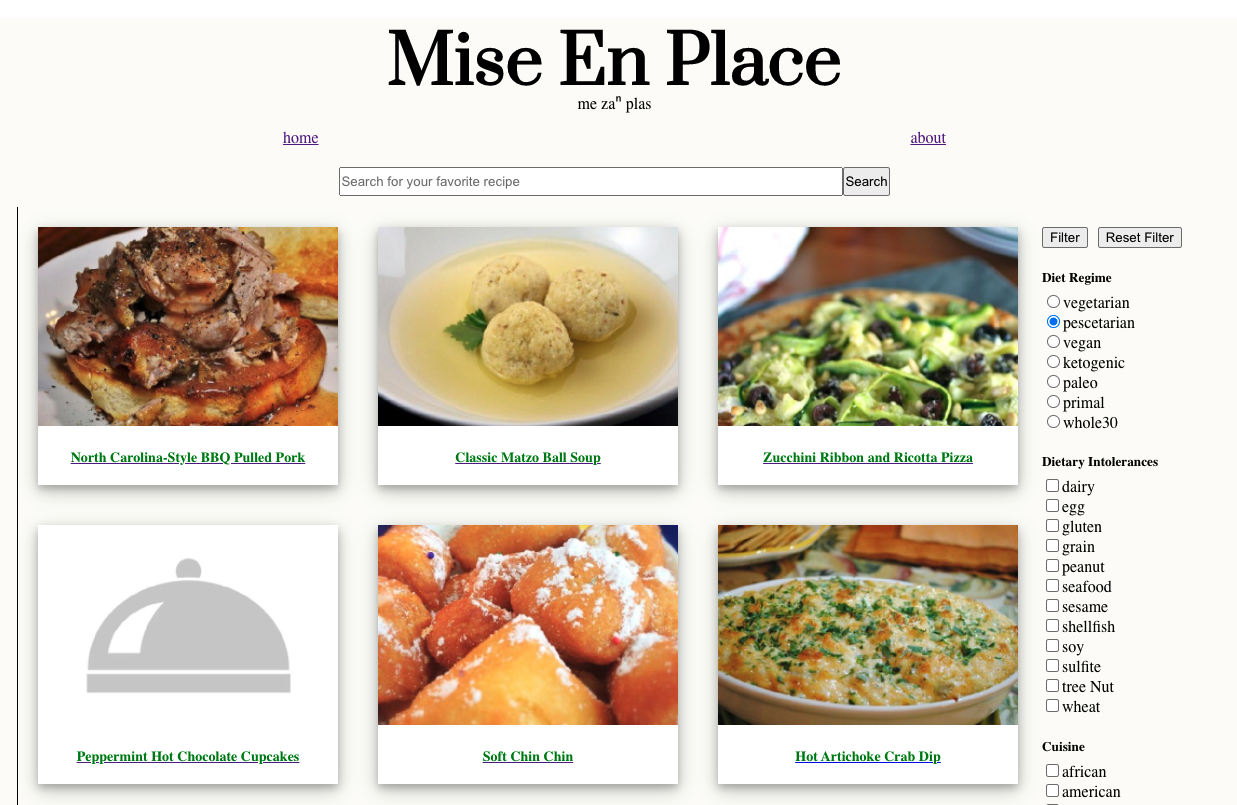 Mise En Place
me zaⁿ plas
home
about
Search for your favorite recipe
Search
North Carolina-Style BBQ Pulled Pork
Classic Matzo Ball Soup
Zucchini Ribbon and Ricotta Pizza
Peppermint Hot Chocolate Cupcakes
Soft Chin Chin
Hot Artichoke Crab Dip
Filter
Reset Filter
Diet Regime
vegetarian
pescetarian
vegan
ketogenic
paleo
primal
whole30
Dietary Intolerances
dairy
egg
gluten
grain
peanut
seafood
sesame
shellfish
soy
sulfite
tree Nut
wheat
Cuisine
african
american